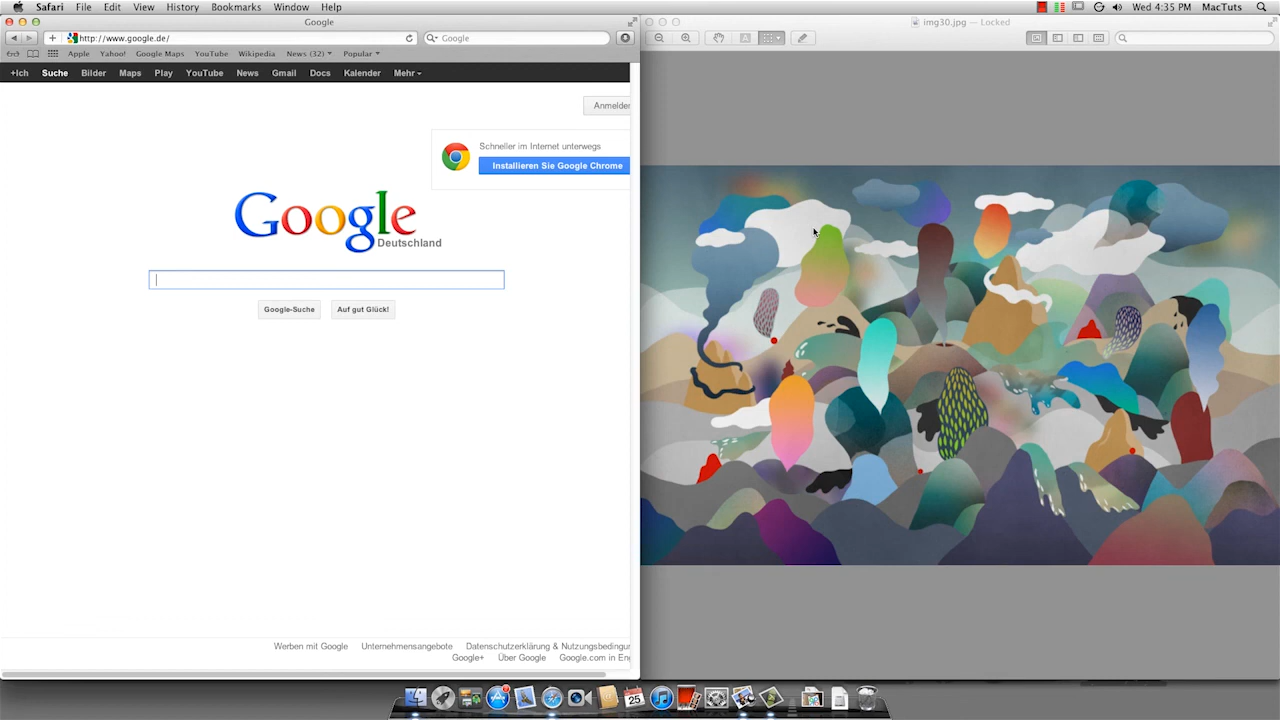 Safari File Edit View History Bookmarks Window Help Wed 4:35 PM MacTuts
Google
http://www.google.de/ Google
Apple Yahoo! Google Maps YouTube Wikipedia News (32) Popular
+Ich Suche Bilder Maps Play YouTube News Gmail Docs Kalender Mehr
Anmelden
Schneller im Internet unterwegs
Installieren Sie Google Chrome
Google
Deutschland
Google-Suche Auf gut Glück!
Werben mit Google Unternehmensangebote Datenschutzerklärung & Nutzungsbedingun
Google+ Über Google Google.com in En
img30.jpg — Locked
25